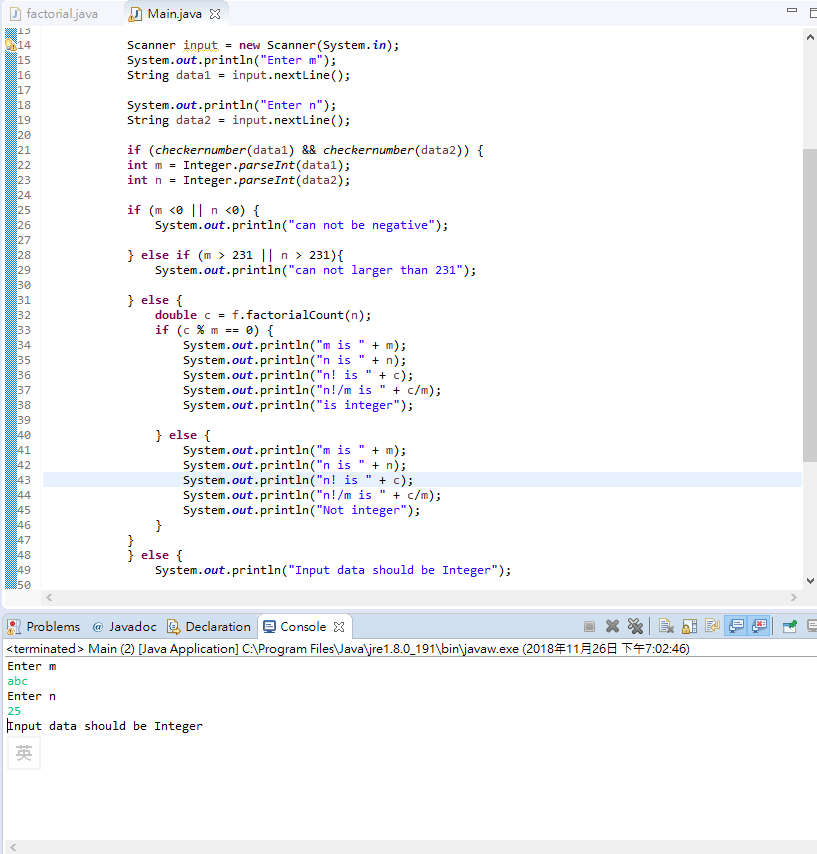 factorial.java Main.java
13
14 Scanner input = new Scanner(System.in);
15 System.out.println("Enter m");
16 String data1 = input.nextLine();
17
18 System.out.println("Enter n");
19 String data2 = input.nextLine();
20
21 if (checkernumber(data1) && checkernumber(data2)) {
22 int m = Integer.parseInt(data1);
23 int n = Integer.parseInt(data2);
24
25 if (m <0 || n <0) {
26 System.out.println("can not be negative");
27
28 } else if (m > 231 || n > 231){
29 System.out.println("can not larger than 231");
30
31 } else {
32 double c = f.factorialCount(n);
33 if (c % m == 0) {
34 System.out.println("m is " + m);
35 System.out.println("n is " + n);
36 System.out.println("n! is " + c);
37 System.out.println("n!/m is " + c/m);
38 System.out.println("is integer");
39
40 } else {
41 System.out.println("m is " + m);
42 System.out.println("n is " + n);
43 System.out.println("n! is " + c);
44 System.out.println("n!/m is " + c/m);
45 System.out.println("Not integer");
46 }
47 }
48 } else {
49 System.out.println("Input data should be Integer");
50
Problems @ Javadoc Declaration Console
<terminated> Main (2) [Java Application] C:\Program Files\Java\jre1.8.0_191\bin\javaw.exe (2018年11月26日 下午7:02:46)
Enter m
abc
Enter n
25
Input data should be Integer
英